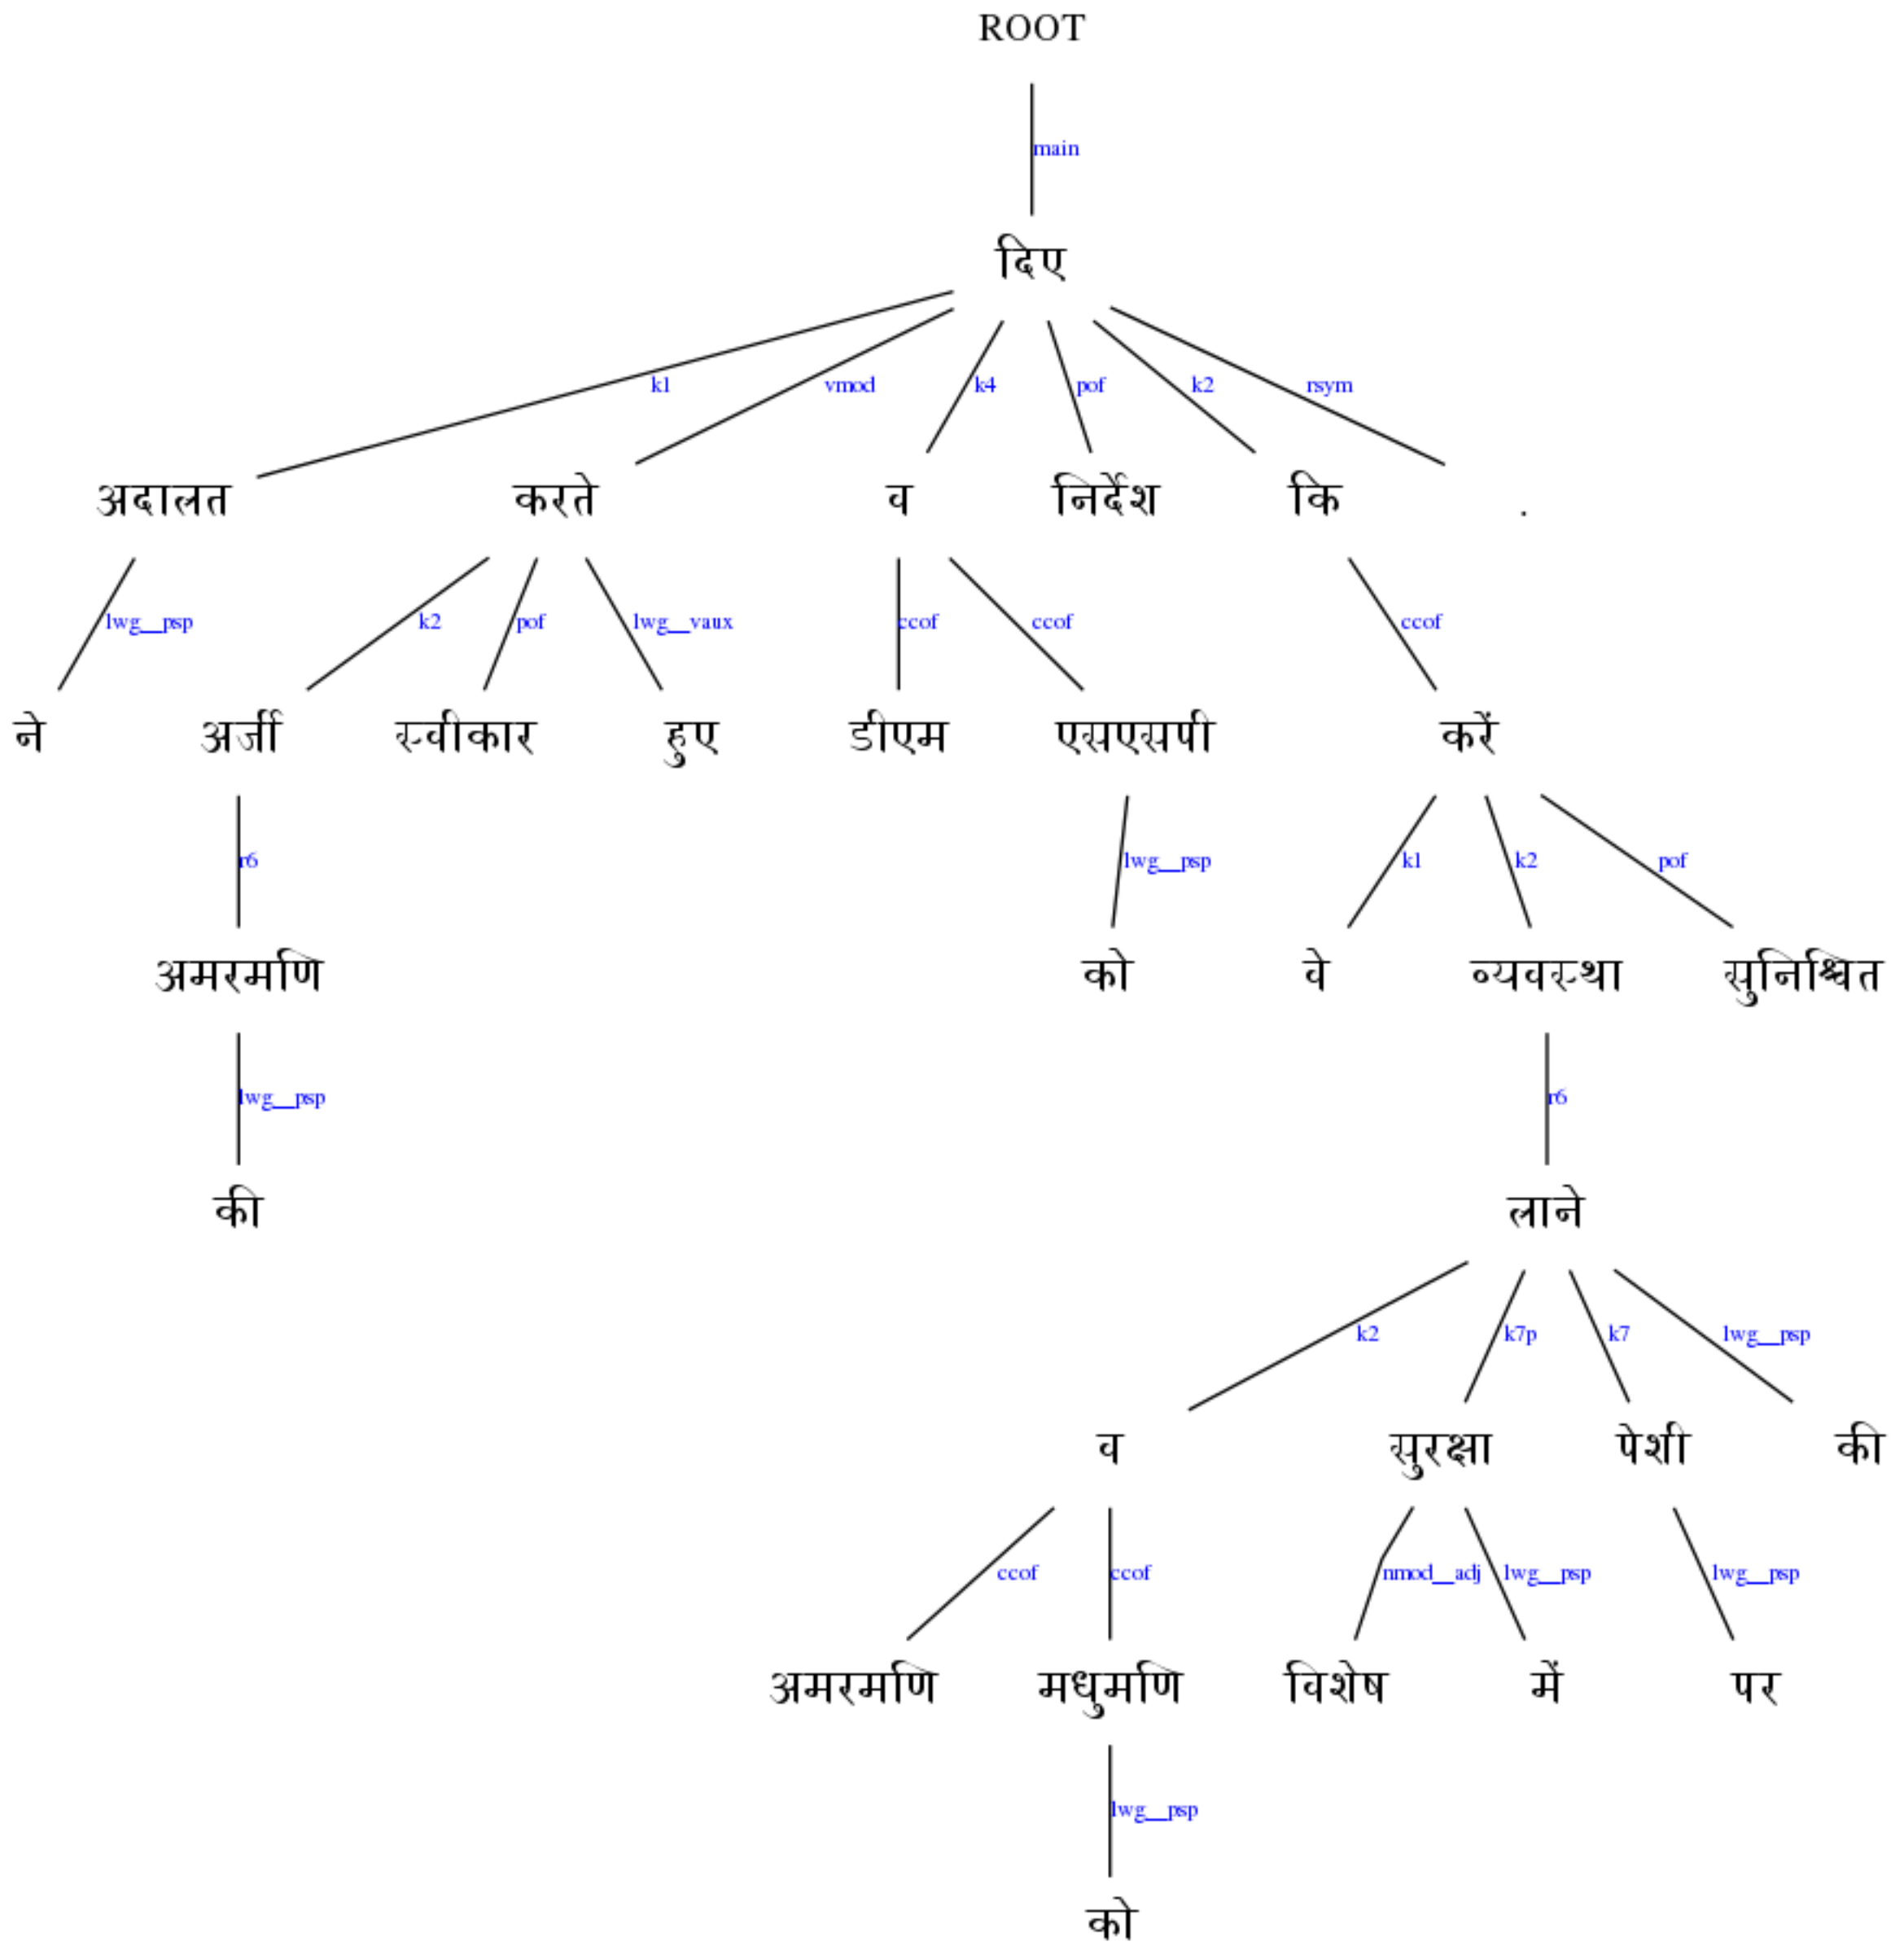 ROOT
main
दिए
k1 vmod k4 pof k2 rsym
अदालत करते व निर्देश कि .
lwg__psp k2 pof lwg__vaux ccof ccof ccof
ने अर्जी स्वीकार हुए डीएम एसएसपी करें
r6 lwg__psp k1 k2 pof
अमरमणि को वे व्यवस्था सुनिश्चित
lwg__psp r6
की लाने
k2 k7p k7 lwg__psp
व सुरक्षा पेशी की
ccof ccof nmod__adj lwg__psp lwg__psp
अमरमणि मधुमणि विशेष में पर
lwg__psp
को